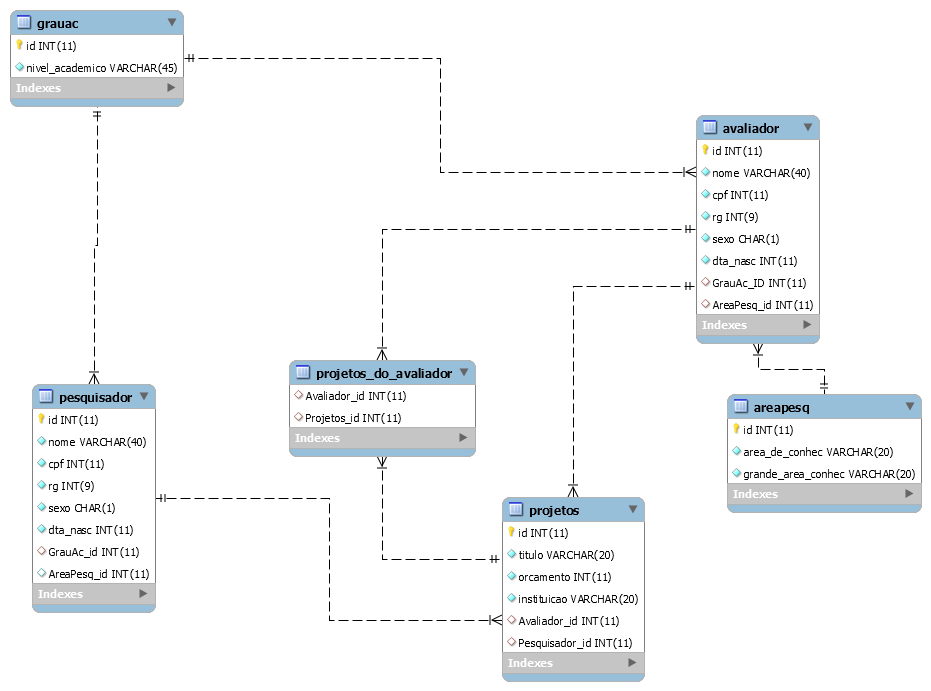 grauac
id INT(11)
nivel_academico VARCHAR(45)
Indexes
avaliador
id INT(11)
nome VARCHAR(40)
cpf INT(11)
rg INT(9)
sexo CHAR(1)
dta_nasc INT(11)
GrauAc_ID INT(11)
AreaPesq_id INT(11)
Indexes
projetos_do_avaliador
Avaliador_id INT(11)
Projetos_id INT(11)
Indexes
pesquisador
id INT(11)
nome VARCHAR(40)
cpf INT(11)
rg INT(9)
sexo CHAR(1)
dta_nasc INT(11)
GrauAc_id INT(11)
AreaPesq_id INT(11)
Indexes
areapesq
id INT(11)
area_de_conhec VARCHAR(20)
grande_area_conhec VARCHAR(20)
Indexes
projetos
id INT(11)
titulo VARCHAR(20)
orcamento INT(11)
instituicao VARCHAR(20)
Avaliador_id INT(11)
Pesquisador_id INT(11)
Indexes